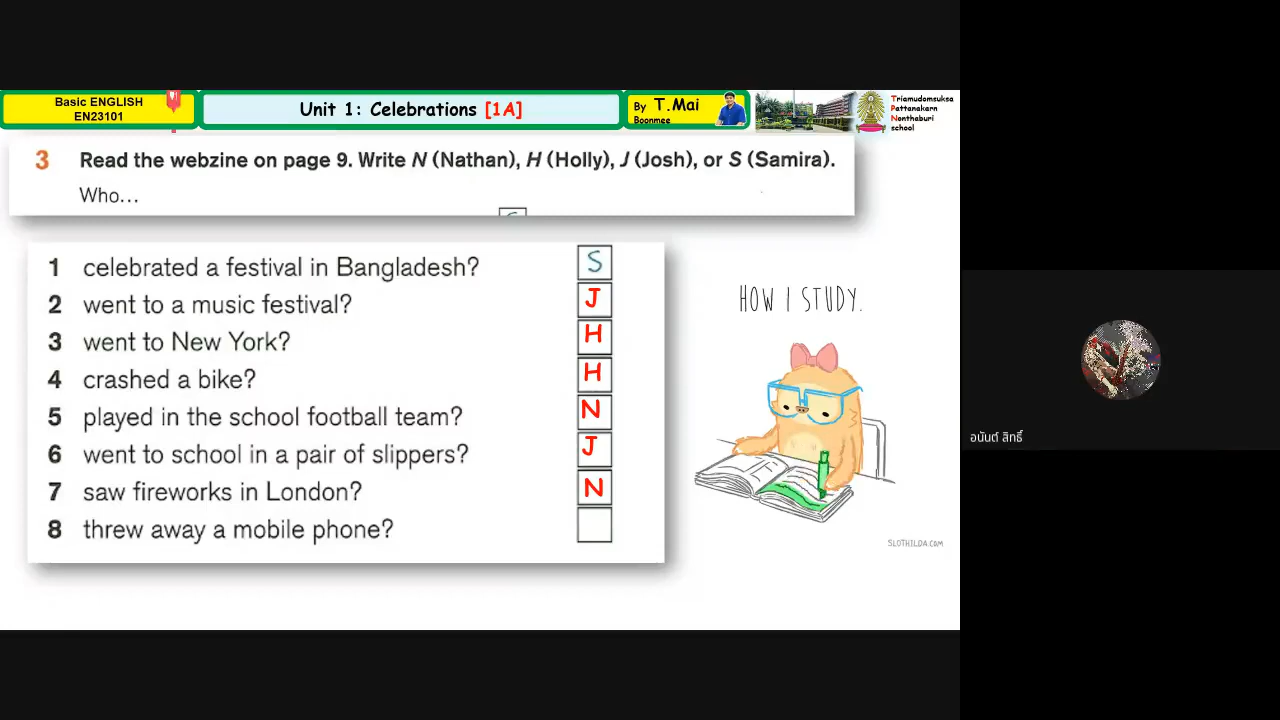 Basic ENGLISH
EN23101
Unit 1: Celebrations [1A]
By T.Mai
Boonmee
Triamudomsuksa
Pattanakarn
Nonthaburi
school
3 Read the webzine on page 9. Write N (Nathan), H (Holly), J (Josh), or S (Samira).
Who...
1 celebrated a festival in Bangladesh? S
2 went to a music festival? J
3 went to New York? H
4 crashed a bike? H
5 played in the school football team? N
6 went to school in a pair of slippers? J
7 saw fireworks in London? N
8 threw away a mobile phone?
HOW I STUDY.
SLOTHILDA.COM
อนันต์ สิทธิ์